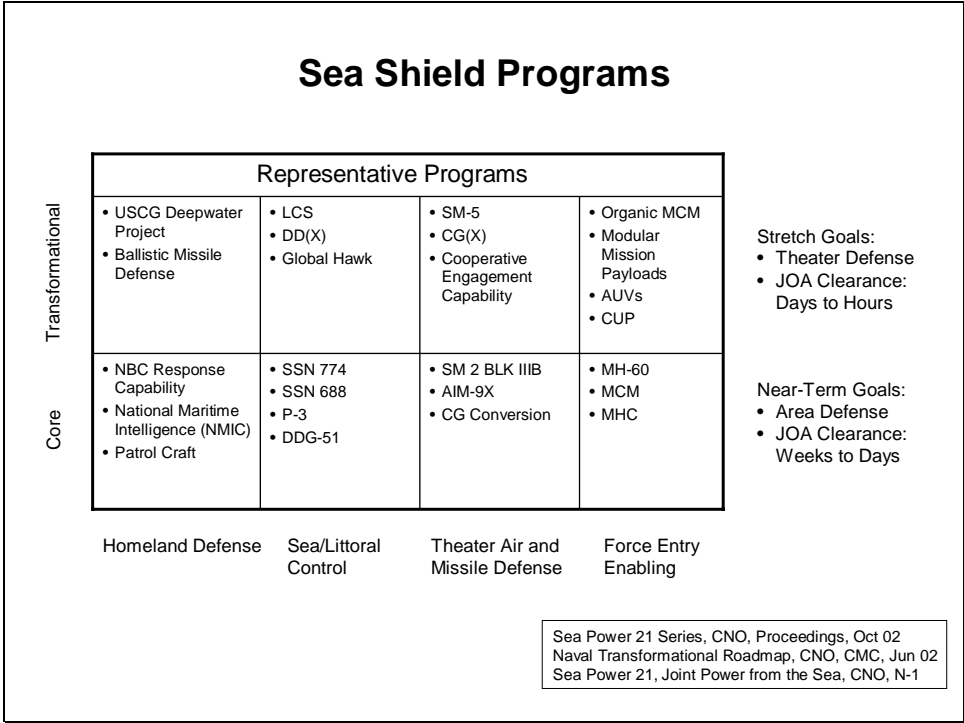 Sea Shield Programs
Representative Programs
Transformational
• USCG Deepwater
Project
• Ballistic Missile
Defense
• LCS
• DD(X)
• Global Hawk
• SM-5
• CG(X)
• Cooperative
Engagement
Capability
• Organic MCM
• Modular
Mission
Payloads
• AUVs
• CUP
Stretch Goals:
• Theater Defense
• JOA Clearance:
Days to Hours
Core
• NBC Response
Capability
• National Maritime
Intelligence (NMIC)
• Patrol Craft
• SSN 774
• SSN 688
• P-3
• DDG-51
• SM 2 BLK IIIB
• AIM-9X
• CG Conversion
• MH-60
• MCM
• MHC
Near-Term Goals:
• Area Defense
• JOA Clearance:
Weeks to Days
Homeland Defense
Sea/Littoral
Control
Theater Air and
Missile Defense
Force Entry
Enabling
Sea Power 21 Series, CNO, Proceedings, Oct 02
Naval Transformational Roadmap, CNO, CMC, Jun 02
Sea Power 21, Joint Power from the Sea, CNO, N-1